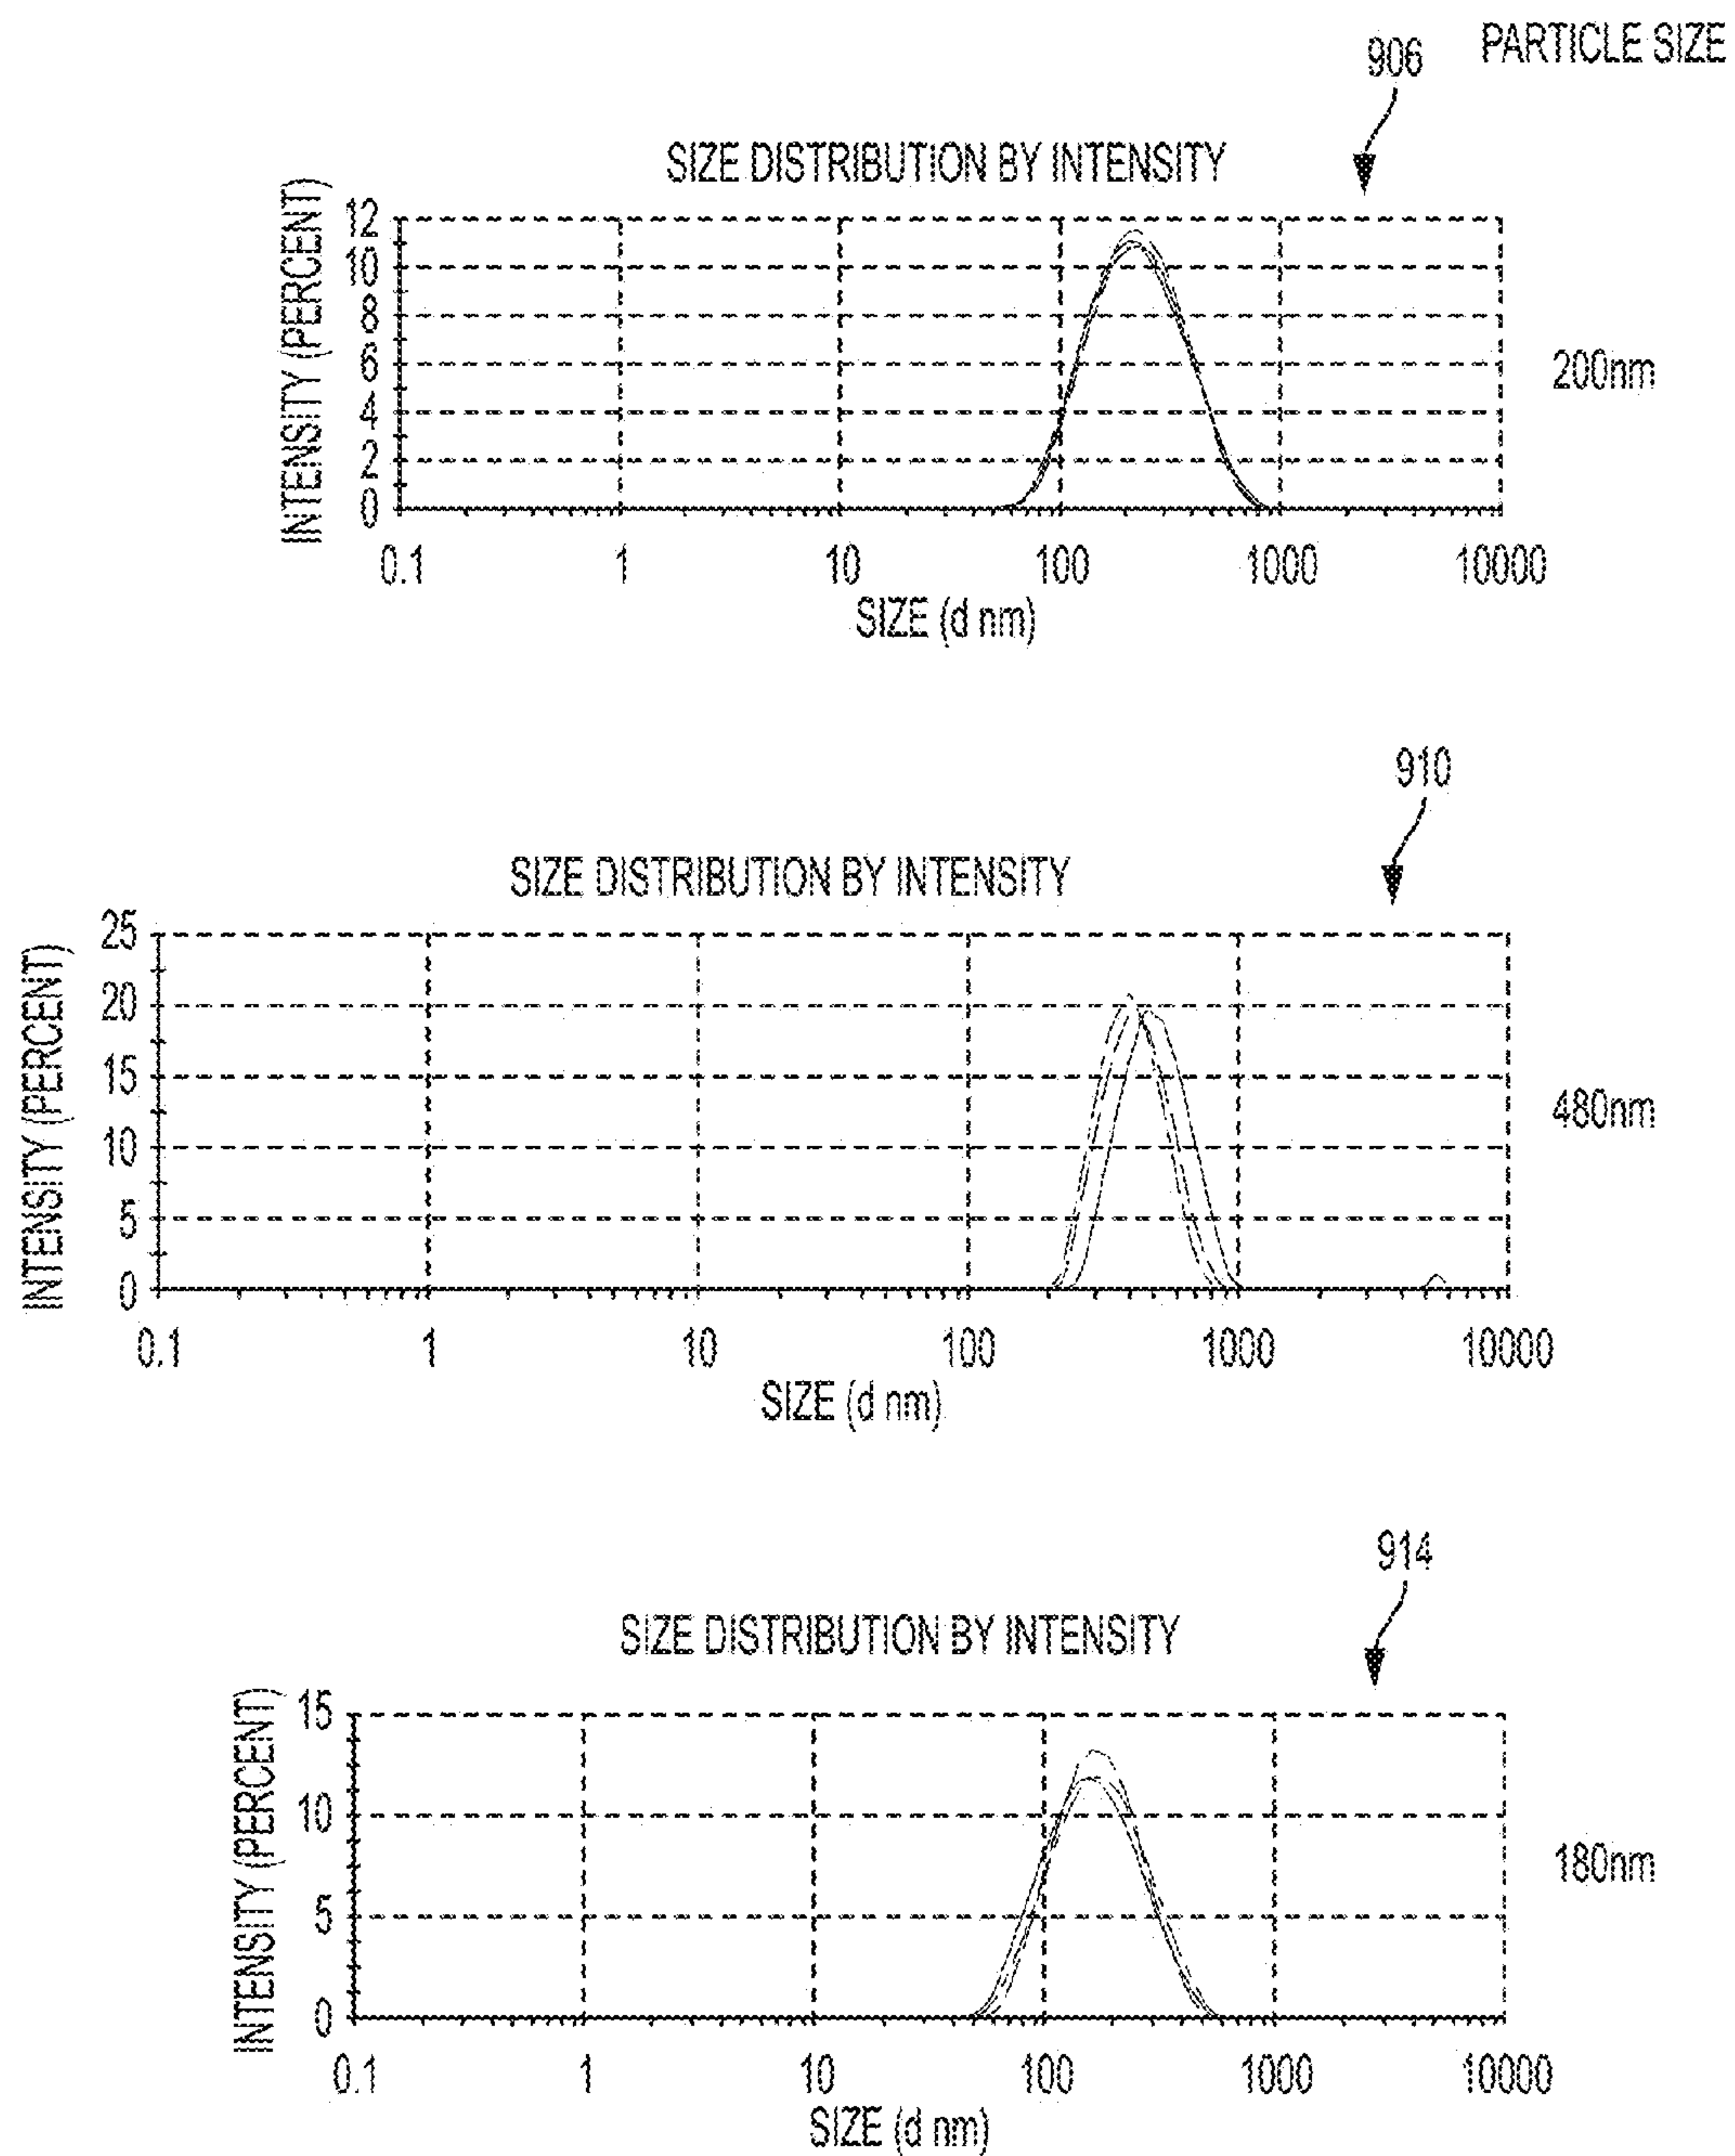 PARTICLE SIZE
906
SIZE DISTRIBUTION BY INTENSITY
INTENSITY (PERCENT)
12
10
8
6
4
2
0
0.1 1 10 100 1000 10000
SIZE (d nm)
200nm
910
SIZE DISTRIBUTION BY INTENSITY
INTENSITY (PERCENT)
25
20
15
10
5
0
0.1 1 10 100 1000 10000
SIZE (d nm)
480nm
914
SIZE DISTRIBUTION BY INTENSITY
INTENSITY (PERCENT)
15
10
5
0
0.1 1 10 100 1000 10000
SIZE (d nm)
180nm